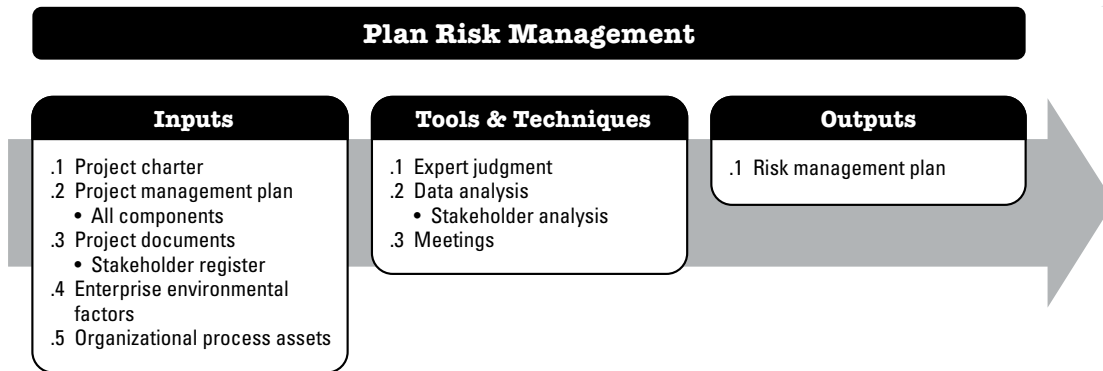 Plan Risk Management
Inputs
.1 Project charter
.2 Project management plan
• All components
.3 Project documents
• Stakeholder register
.4 Enterprise environmental
factors
.5 Organizational process assets
Tools & Techniques
.1 Expert judgment
.2 Data analysis
• Stakeholder analysis
.3 Meetings
Outputs
.1 Risk management plan